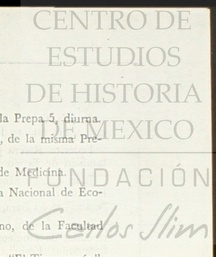 CENTRO DE
ESTUDIOS
DE HISTORIA
DE MEXICO
FUNDACIÓN
Carlos Slim
la Prepa 5, diurna.
, de la misma Pre-
de Medicina.
a Nacional de Eco-
no, de la Facultad